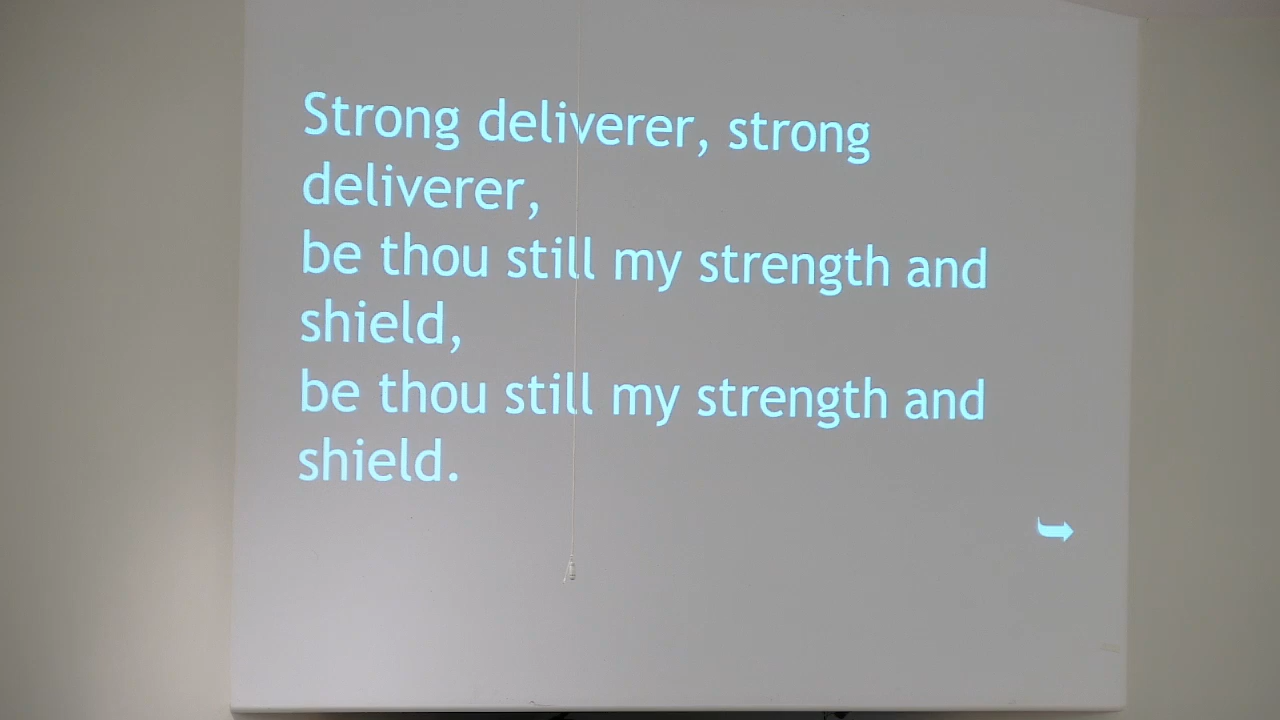 Strong deliverer, strong
deliverer,
be thou still my strength and
shield,
be thou still my strength and
shield.